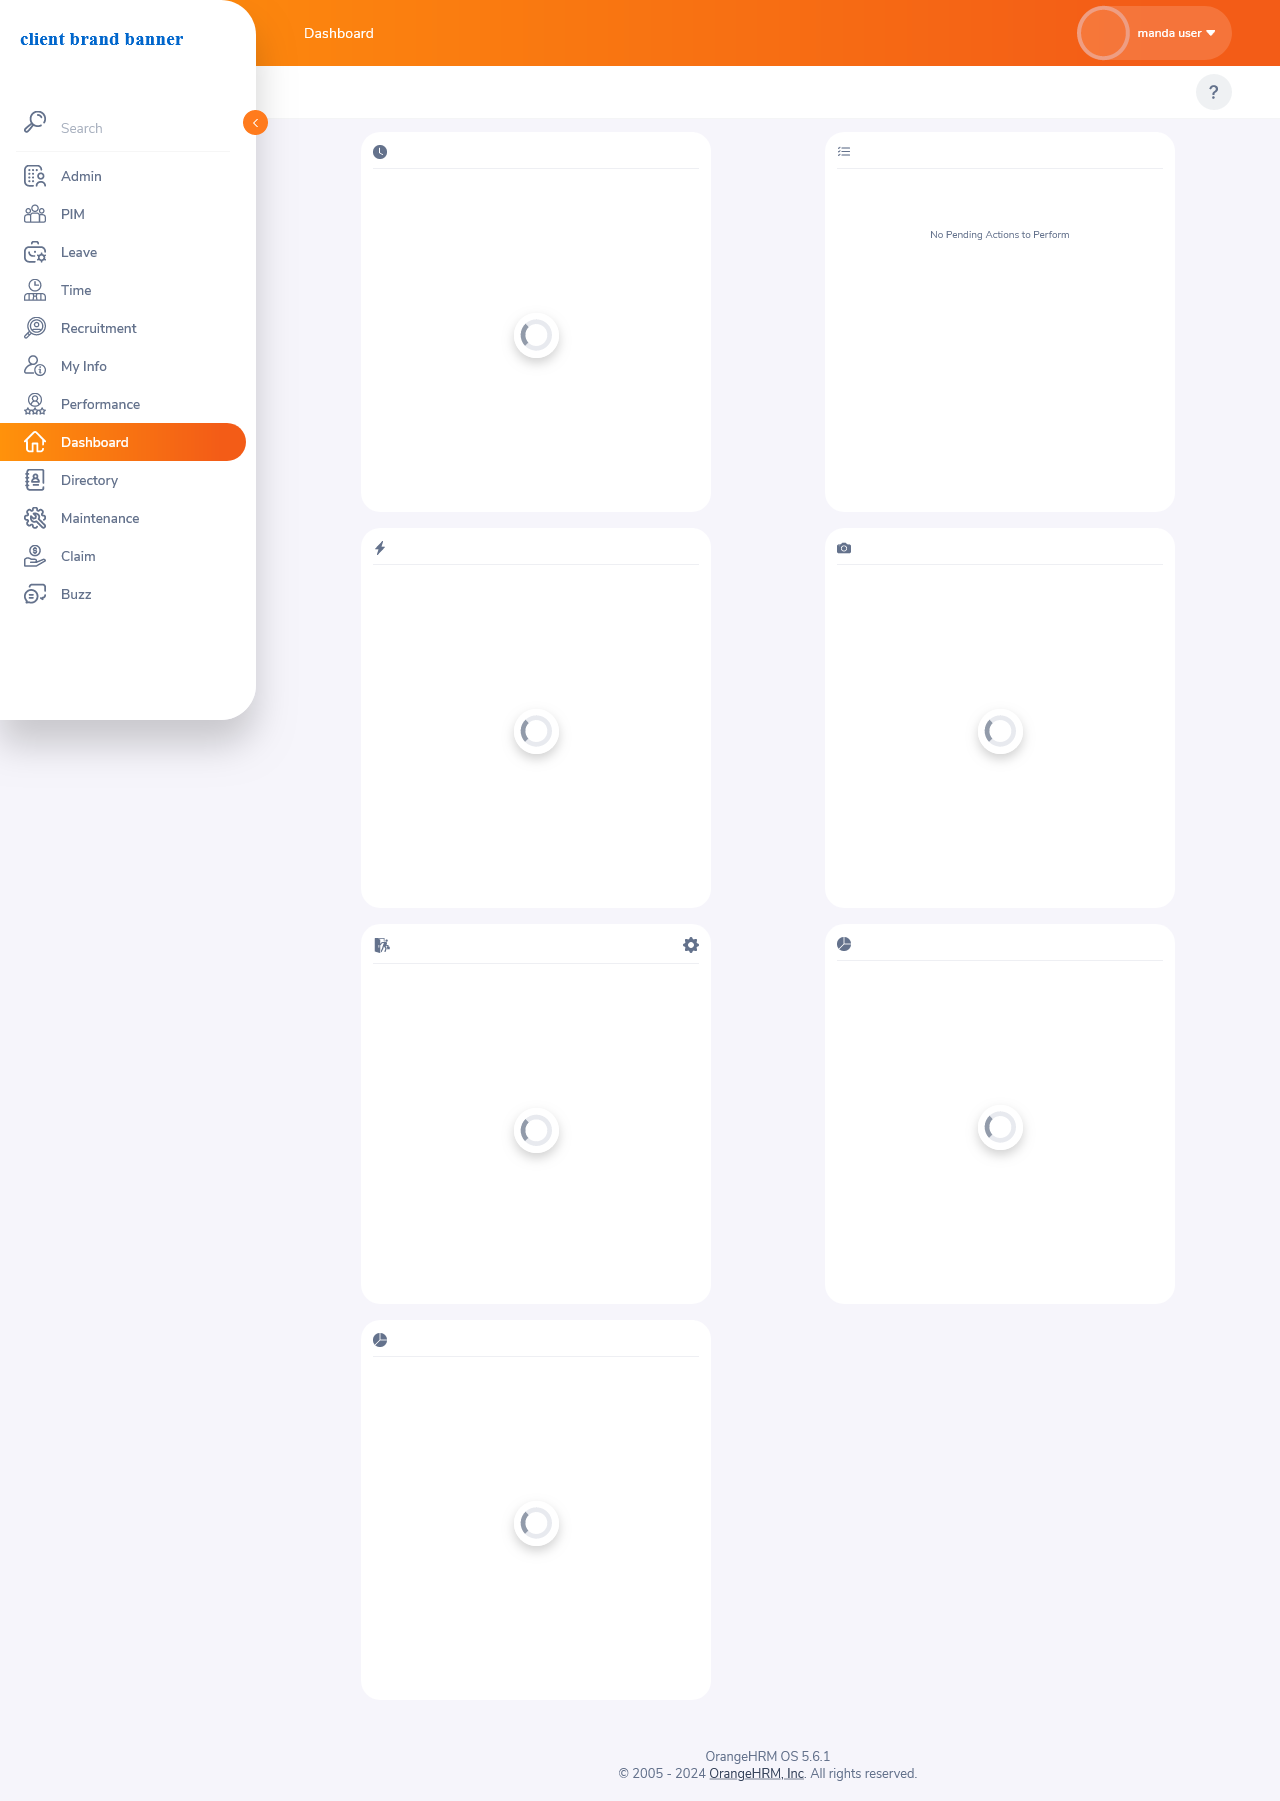 client brand banner
Dashboard
manda user
?
Search
Admin
PIM
Leave
Time
Recruitment
My Info
Performance
Dashboard
Directory
Maintenance
Claim
Buzz
No Pending Actions to Perform
OrangeHRM OS 5.6.1
© 2005 - 2024 OrangeHRM, Inc. All rights reserved.